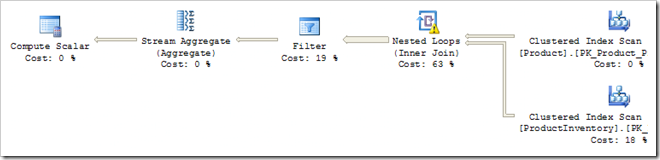 Compute Scalar
Cost: 0 %
Stream Aggregate
(Aggregate)
Cost: 0 %
Filter
Cost: 19 %
Nested Loops
(Inner Join)
Cost: 63 %
Clustered Index Scan
[Product].[PK_Product_P
Cost: 0 %
Clustered Index Scan
[ProductInventory].[PK_
Cost: 18 %